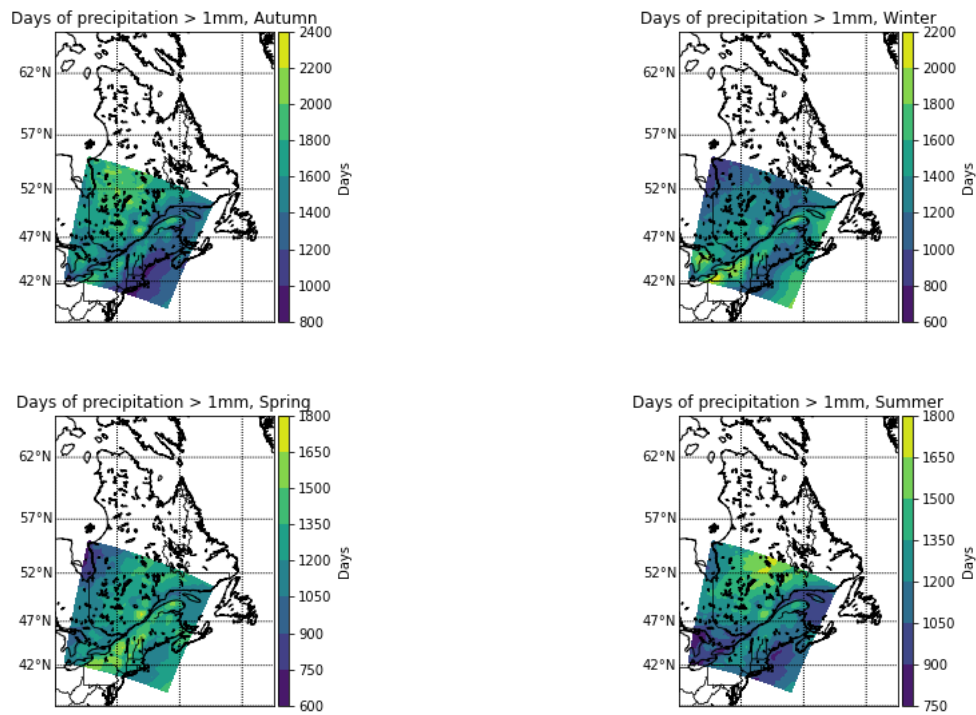 Days of precipitation > 1mm, Autumn
62°N
57°N
52°N
47°N
42°N
2400
2200
2000
1800
1600
1400
1200
1000
800
Days
Days of precipitation > 1mm, Winter
62°N
57°N
52°N
47°N
42°N
2200
2000
1800
1600
1400
1200
1000
800
600
Days
Days of precipitation > 1mm, Spring
62°N
57°N
52°N
47°N
42°N
1800
1650
1500
1350
1200
1050
900
750
600
Days
Days of precipitation > 1mm, Summer
62°N
57°N
52°N
47°N
42°N
1800
1650
1500
1350
1200
1050
900
750
Days